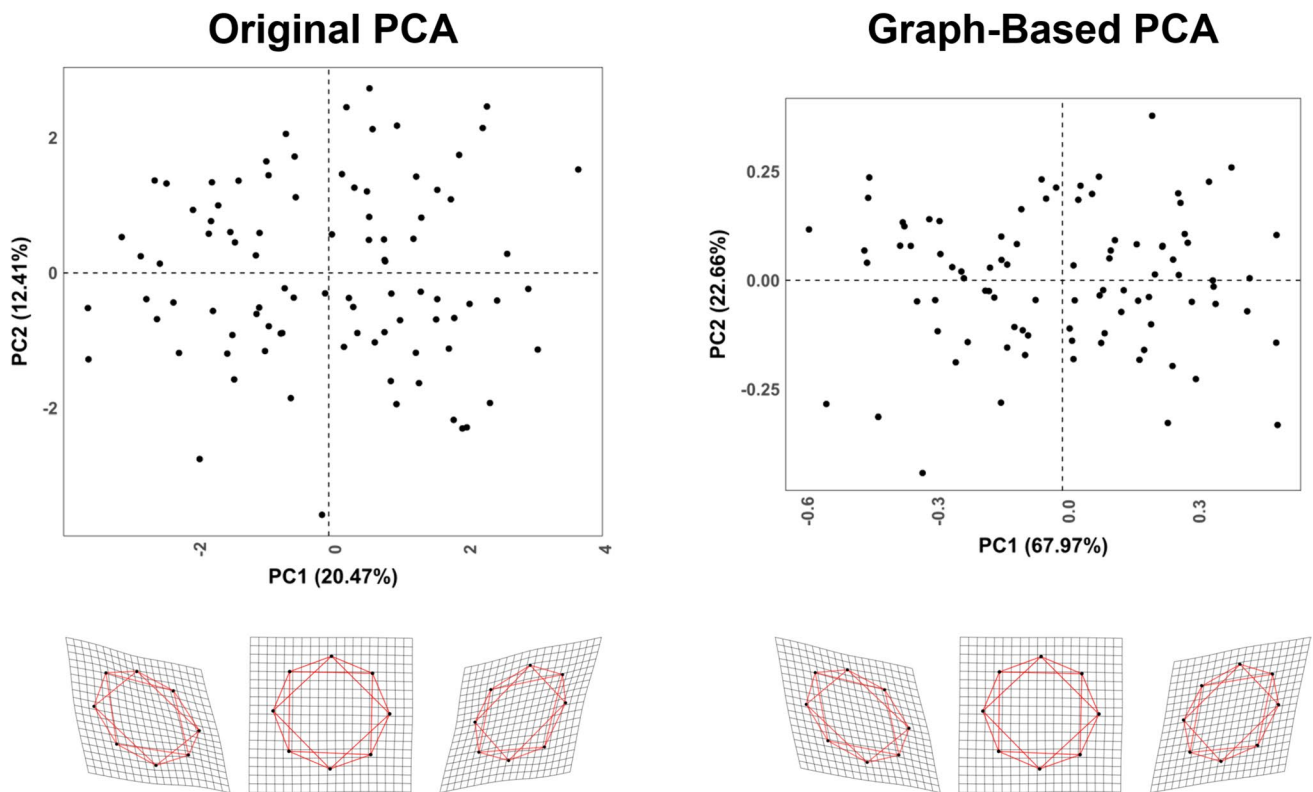 Original PCA
PC2 (12.41%)
2
0
-2
-2
0
2
4
PC1 (20.47%)
Graph-Based PCA
PC2 (22.66%)
0.25
0.00
-0.25
-0.6
-0.3
0.0
0.3
PC1 (67.97%)